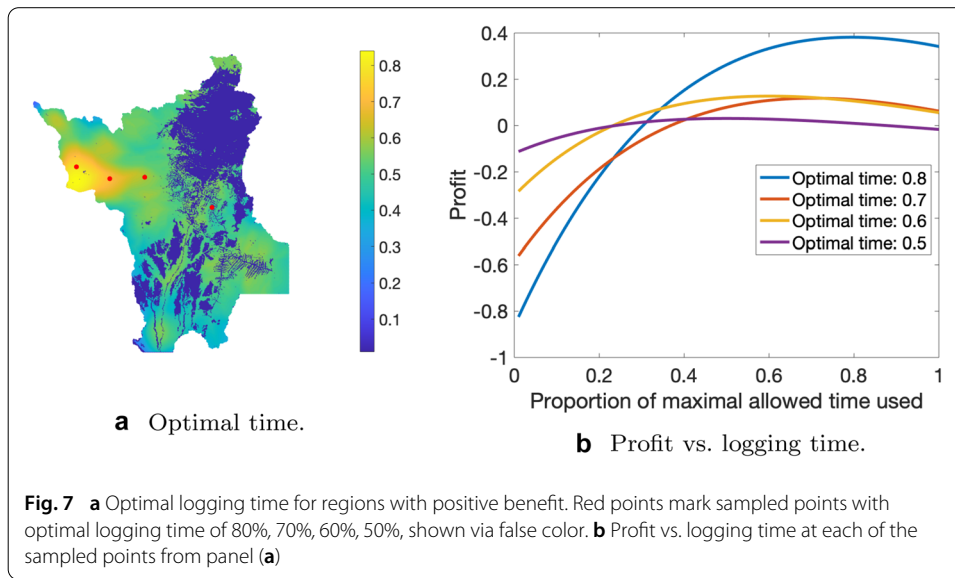 0.8
0.7
0.6
0.5
0.4
0.3
0.2
0.1
a Optimal time.
0.4
0.2
0
-0.2
-0.4
-0.6
-0.8
-1
Profit
Optimal time: 0.8
Optimal time: 0.7
Optimal time: 0.6
Optimal time: 0.5
0 0.2 0.4 0.6 0.8 1
Proportion of maximal allowed time used
b Profit vs. logging time.
Fig. 7 a Optimal logging time for regions with positive benefit. Red points mark sampled points with
optimal logging time of 80%, 70%, 60%, 50%, shown via false color. b Profit vs. logging time at each of the
sampled points from panel (a)